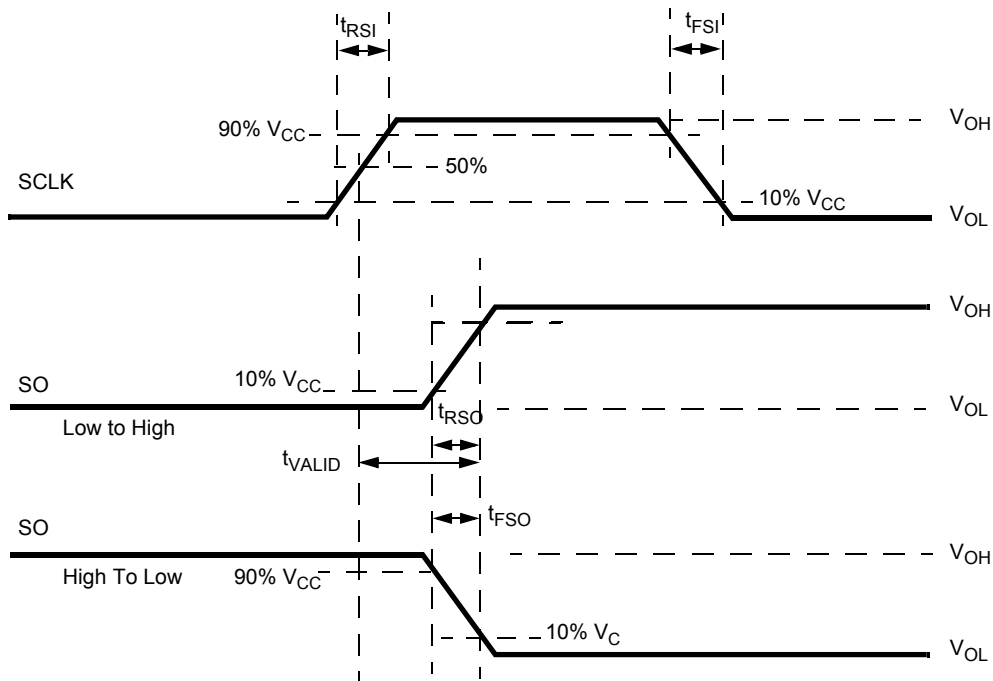 tRSI
tFSI
90% VCC
VOH
50%
SCLK
10% VCC
VOL
VOH
SO
10% VCC
tRSO
VOL
Low to High
tVALID
tFSO
SO
VOH
High To Low
90% VCC
10% VC
VOL